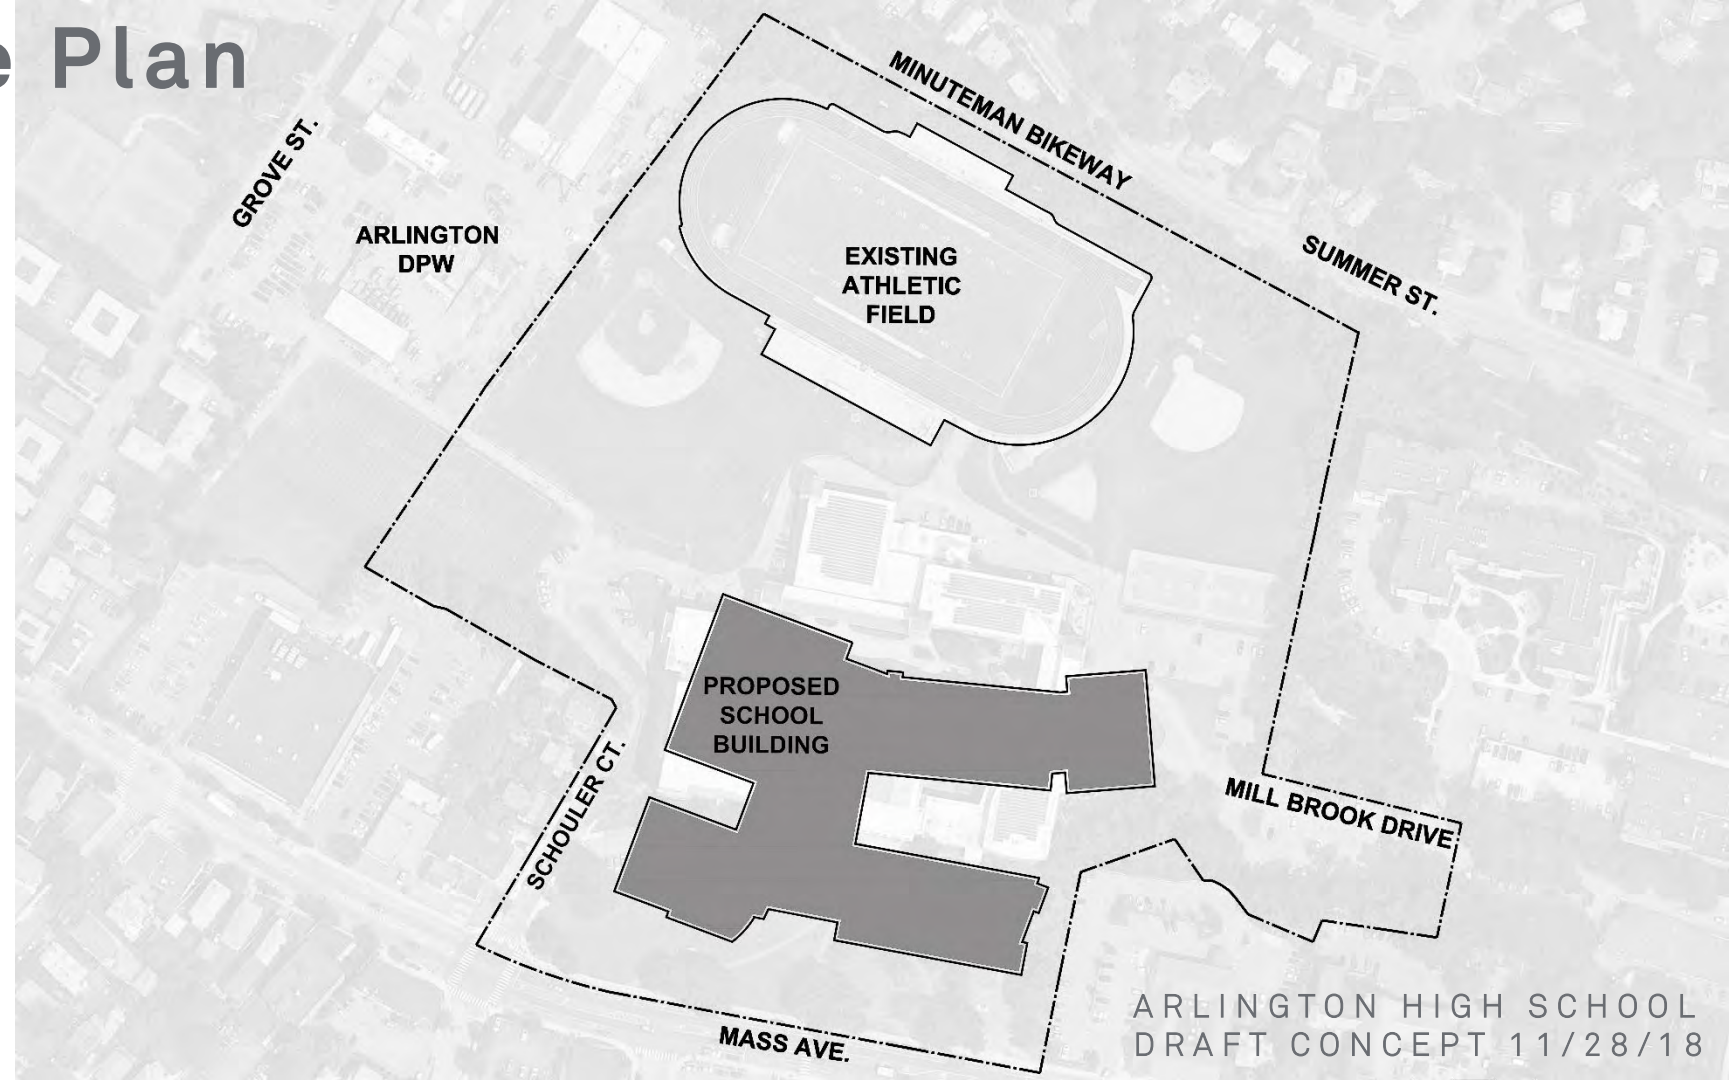 Plan
MINUTEMAN BIKEWAY
GROVE ST.
ARLINGTON
DPW
EXISTING
ATHLETIC
FIELD
SUMMER ST.
PROPOSED
SCHOOL
BUILDING
SCHOULER CT.
MILL BROOK DRIVE
MASS AVE.
ARLINGTON HIGH SCHOOL
DRAFT CONCEPT 11/28/18